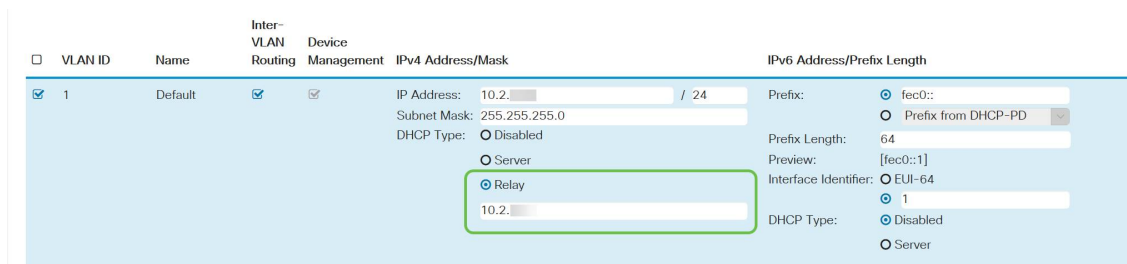 Inter-
VLAN Device
VLAN ID Name Routing Management IPv4 Address/Mask IPv6 Address/Prefix Length
1 Default IP Address: 10.2. / 24 Prefix: fec0::
Subnet Mask: 255.255.255.0 Prefix from DHCP-PD
DHCP Type: Disabled Prefix Length: 64
Server Preview: [fec0::1]
Relay Interface Identifier: EUI-64
10.2. 1
DHCP Type: Disabled
Server